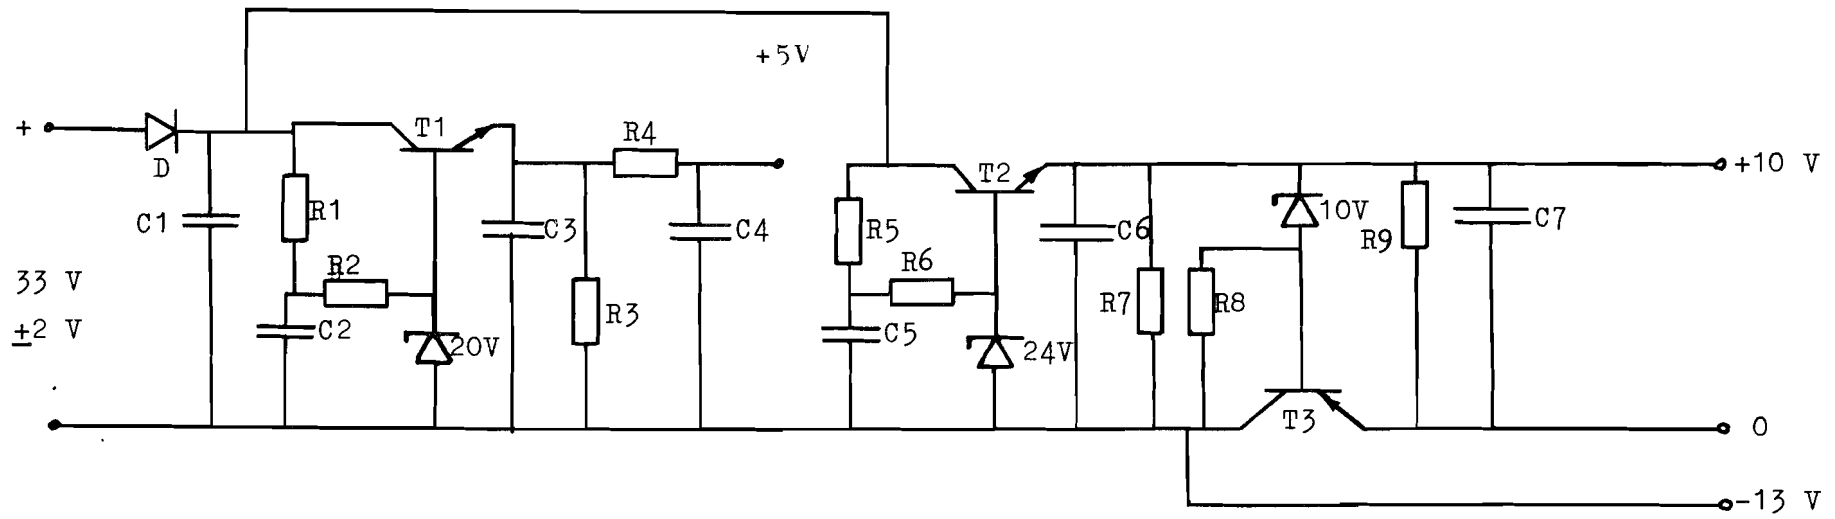 +5V
+
D
T1
R4
T2
+10 V
C1
R1
C3
C4
R5
C6
10V
R9
C7
33 V
±2 V
R2
R6
C2
20V
R3
C5
24V
R7
R8
T3
0
-13 V